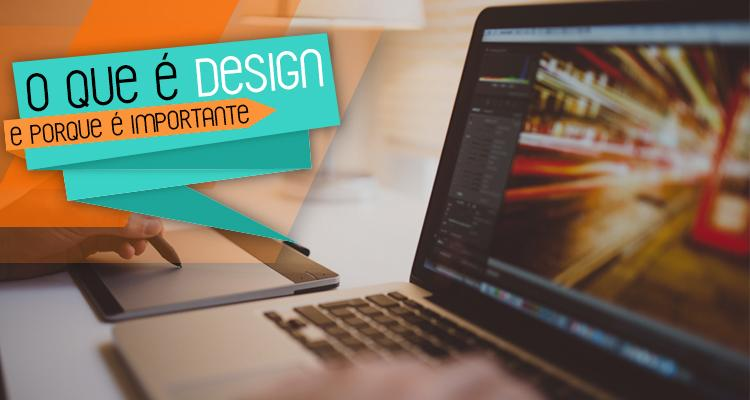 O QUE É DESIGN
E PORQUE É IMPORTANTE